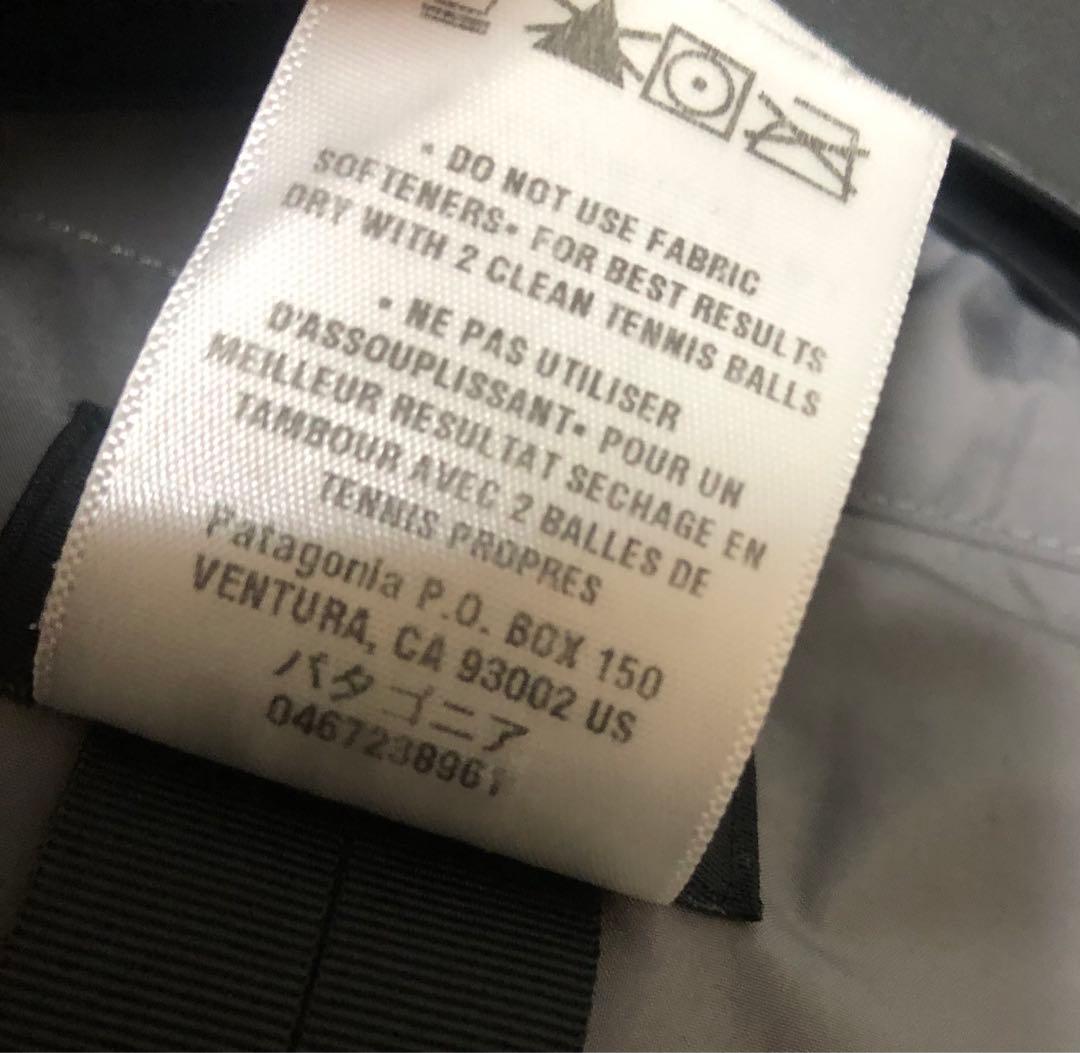 • DO NOT USE FABRIC
SOFTENERS• FOR BEST RESULTS
DRY WITH 2 CLEAN TENNIS BALLS
• NE PAS UTILISER
D'ASSOUPLISSANT• POUR UN
MEILLEUR RESULTAT SECHAGE EN
TAMBOUR AVEC 2 BALLES DE
TENNIS PROPRES
Patagonia P.O. BOX 150
VENTURA, CA 93002 US
パタゴニア
0467238961